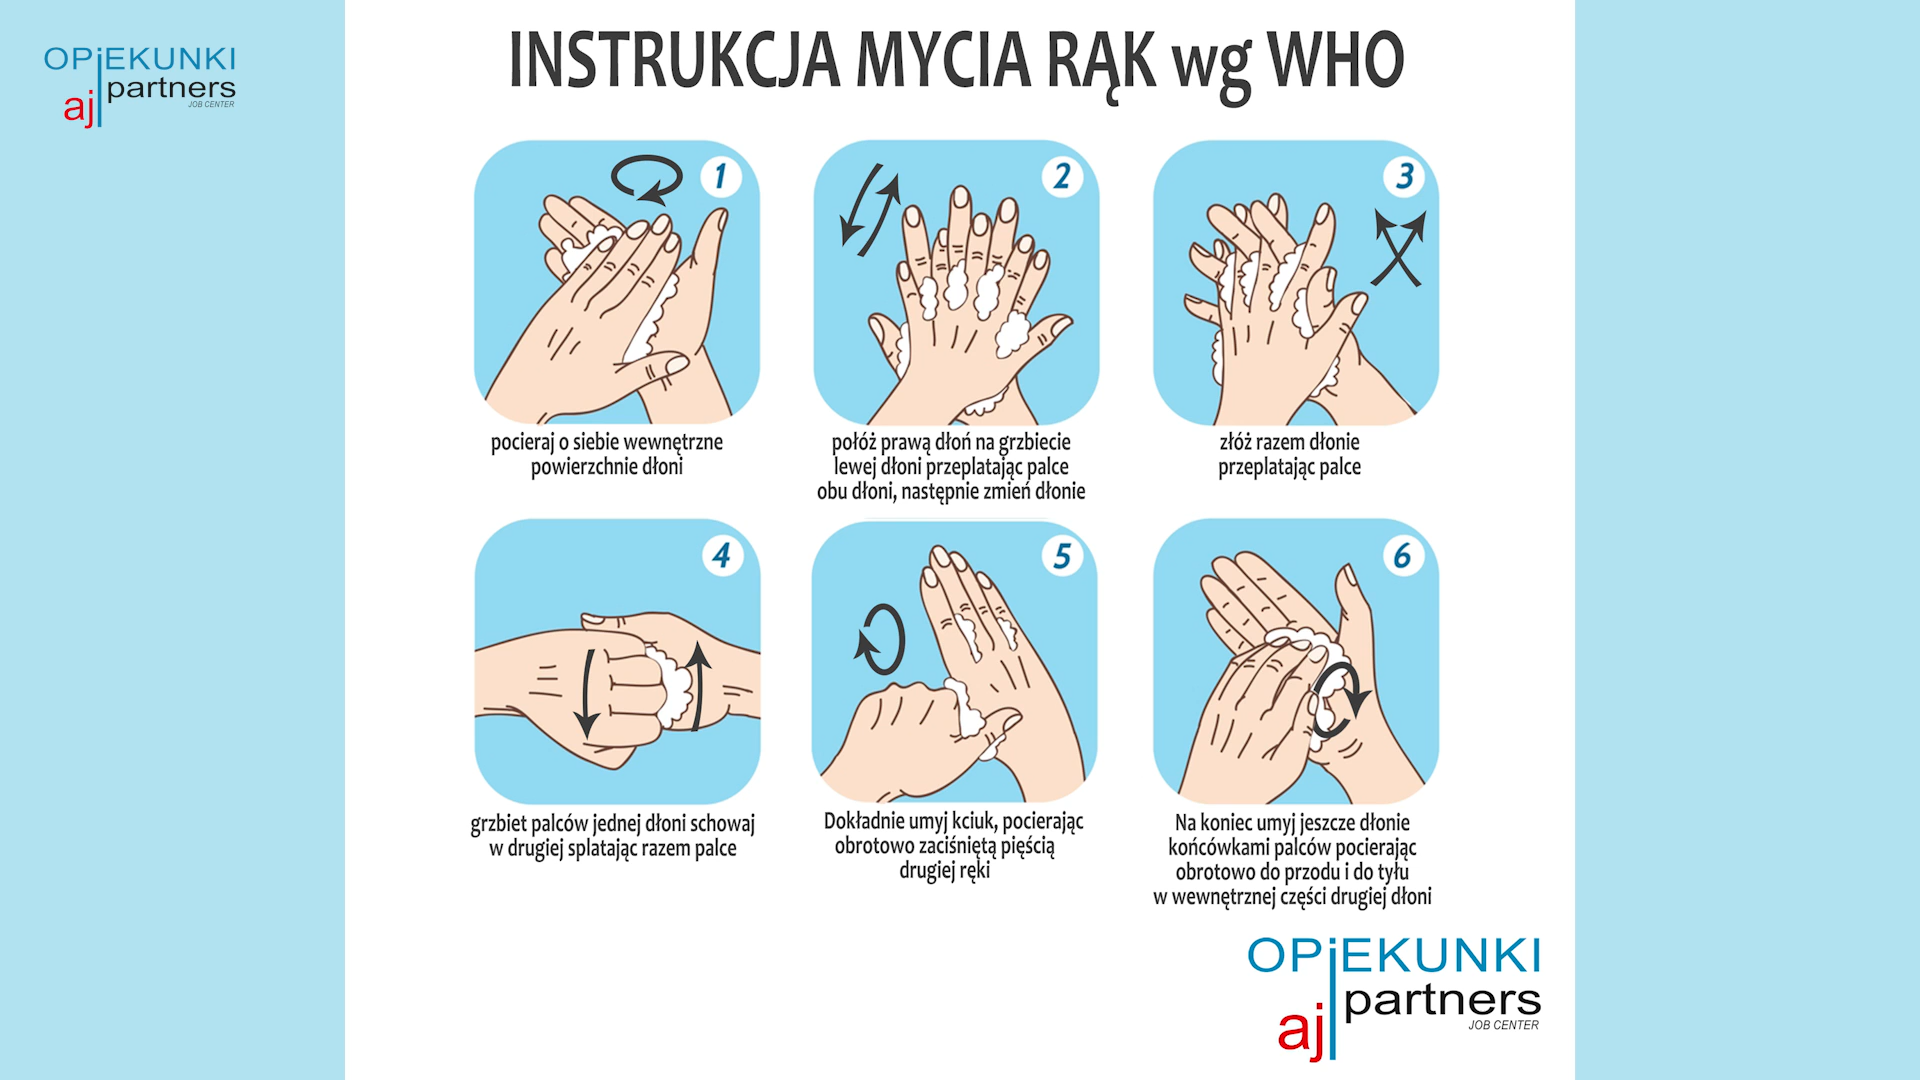 OPiEKUNKI
aj partners
JOB CENTER
INSTRUKCJA MYCIA RĄK wg WHO
1
pocieraj o siebie wewnętrzne
powierzchnie dłoni
2
połóż prawą dłoń na grzbiecie
lewej dłoni przeplatając palce
obu dłoni, następnie zmień dłonie
3
złóż razem dłonie
przeplatając palce
4
grzbiet palców jednej dłoni schowaj
w drugiej splatając razem palce
5
Dokładnie umyj kciuk, pocierając
obrotowo zaciśniętą pięścią
drugiej ręki
6
Na koniec umyj jeszcze dłonie
końcówkami palców pocierając
obrotowo do przodu i do tyłu
w wewnętrznej części drugiej dłoni
OPiEKUNKI
aj partners
JOB CENTER